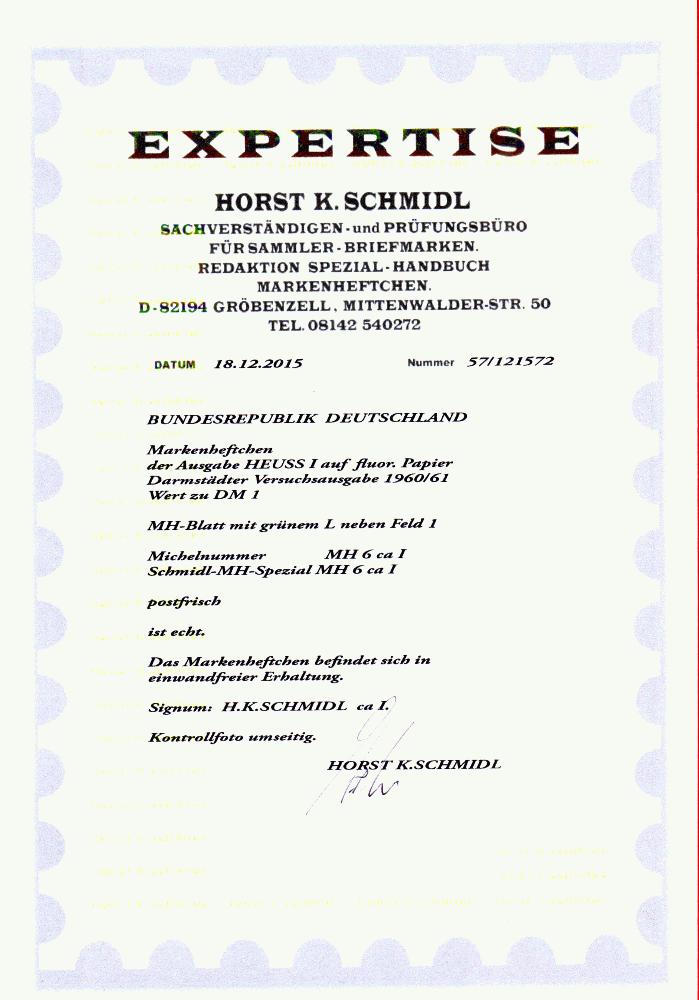 EXPERTISE
HORST K. SCHMIDL
SACHVERSTÄNDIGEN-und PRÜFUNGSBÜRO
FÜR SAMMLER-BRIEFMARKEN.
REDAKTION SPEZIAL-HANDBUCH
MARKENHEFTCHEN.
D-82194 GRÖBENZELL, MITTENWALDER-STR. 50
TEL. 08142 540272
DATUM 18.12.2015 Nummer 57/121572
BUNDESREPUBLIK DEUTSCHLAND
Markenheftchen
der Ausgabe HEUSS I auf fluor. Papier
Darmstädter Versuchsausgabe 1960/61
Wert zu DM 1
MH-Blatt mit grünem L neben Feld 1
Michelnummer MH 6 ca I
Schmidl-MH-Spezial MH 6 ca I
postfrisch
ist echt.
Das Markenheftchen befindet sich in
einwandfreier Erhaltung.
Signum: H.K.SCHMIDL ca I.
Kontrollfoto umseitig.
HORST K.SCHMIDL